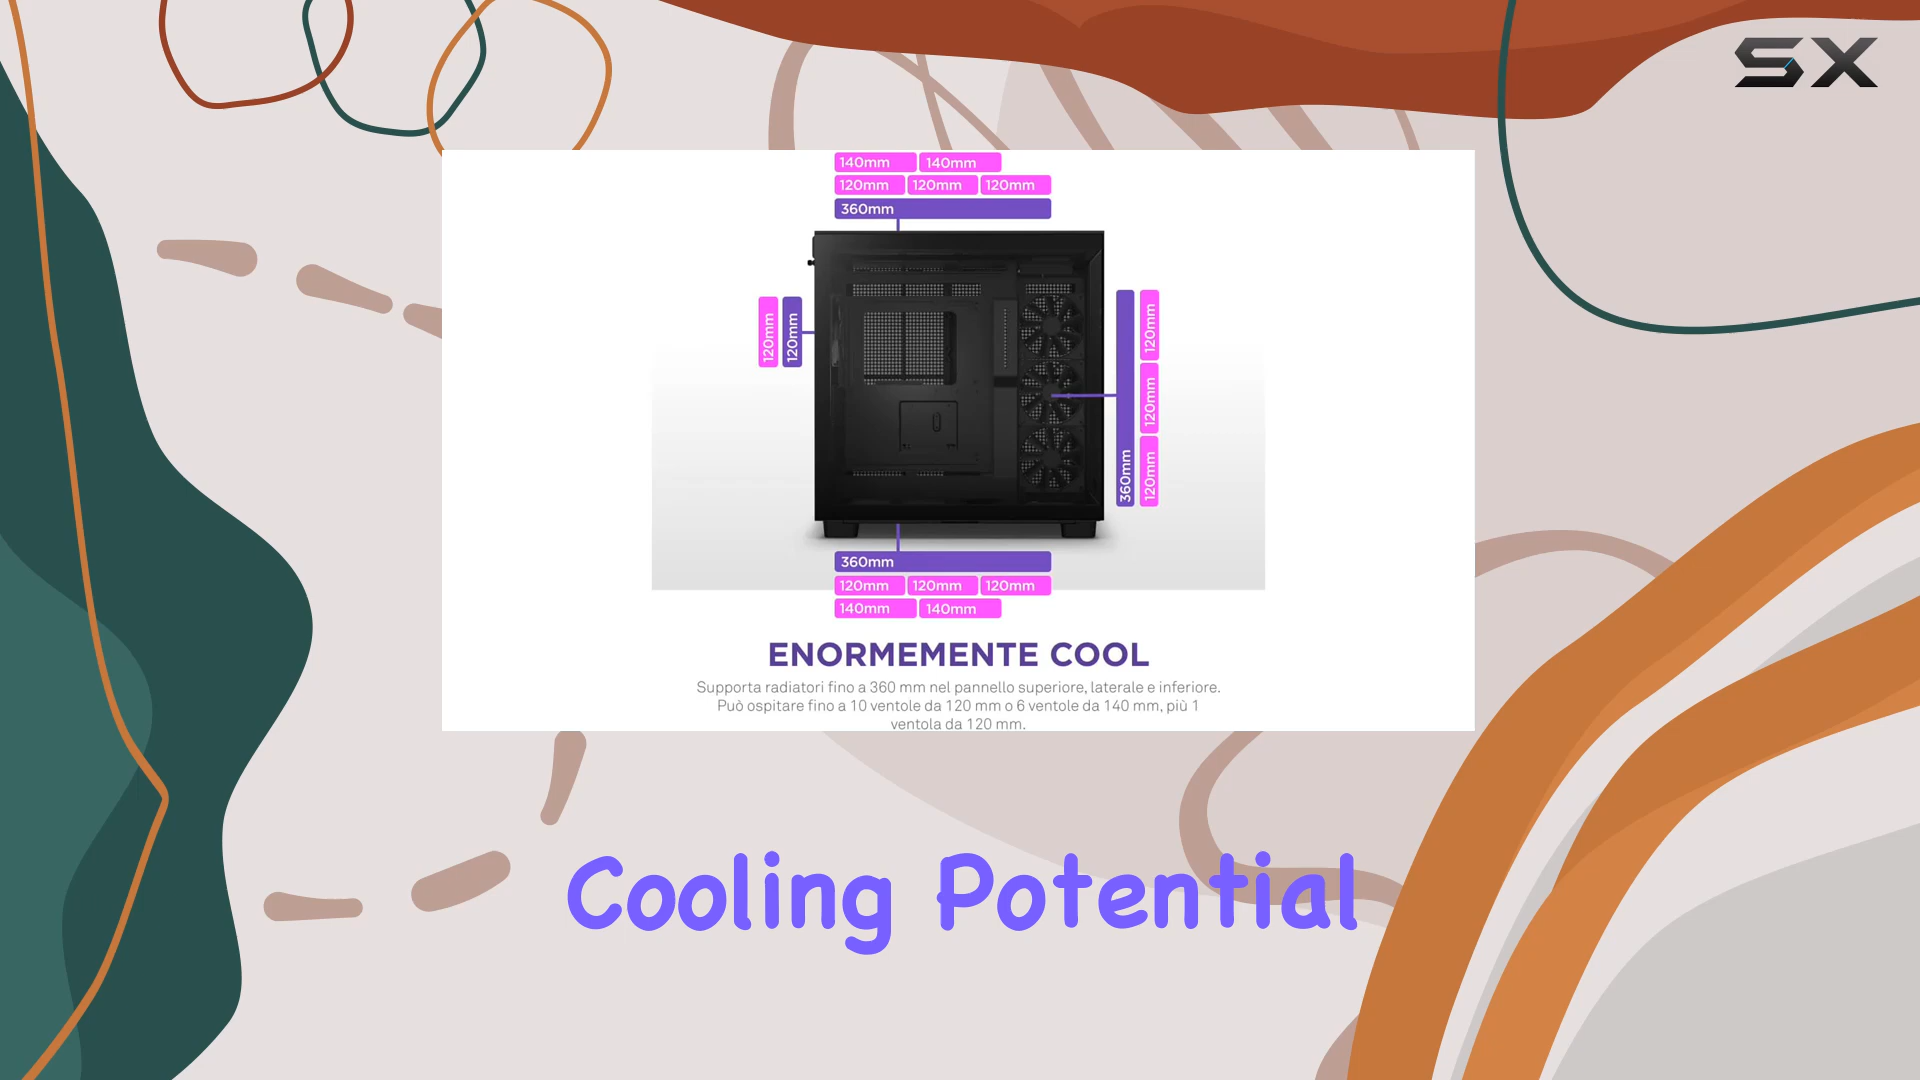 SX
140mm 140mm
120mm 120mm 120mm
360mm
120mm
120mm
360mm
120mm
120mm
120mm
360mm
120mm 120mm 120mm
140mm 140mm
ENORMEMENTE COOL
Supporta radiatori fino a 360 mm nel pannello superiore, laterale e inferiore.
Può ospitare fino a 10 ventole da 120 mm o 6 ventole da 140 mm, più 1
ventola da 120 mm.
Cooling Potential